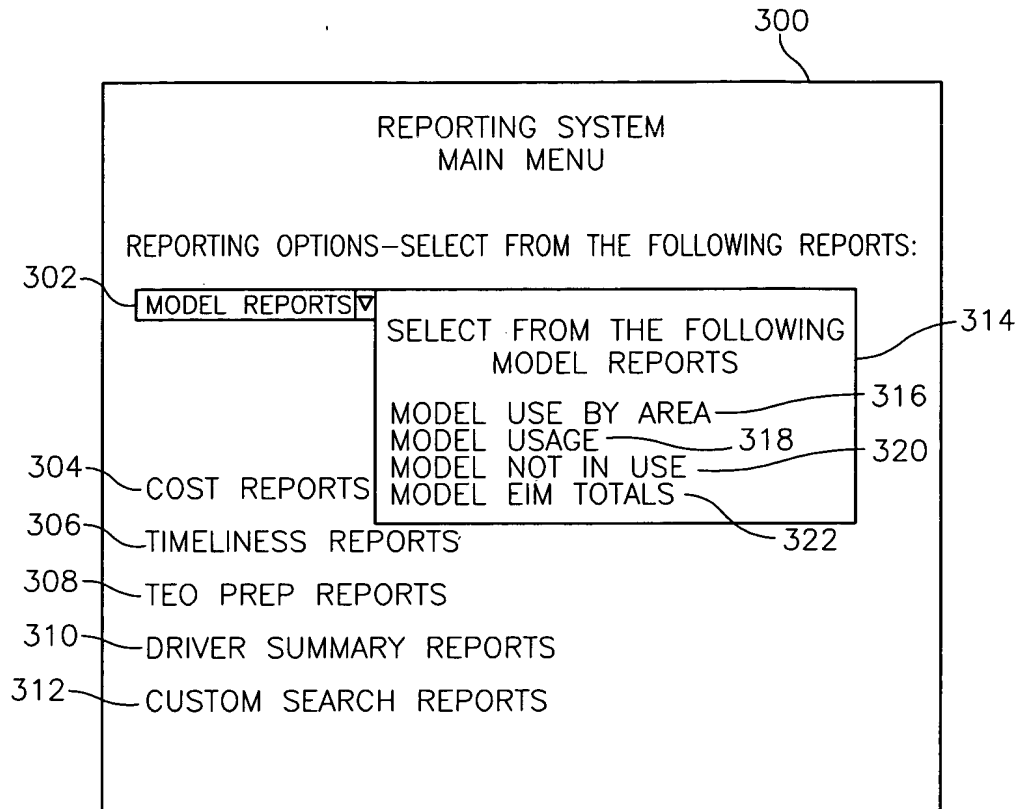 300
REPORTING SYSTEM
MAIN MENU
REPORTING OPTIONS–SELECT FROM THE FOLLOWING REPORTS:
302
MODEL REPORTS
SELECT FROM THE FOLLOWING
MODEL REPORTS
314
MODEL USE BY AREA 316
MODEL USAGE 318
MODEL NOT IN USE 320
MODEL EIM TOTALS 322
304 COST REPORTS
306 TIMELINESS REPORTS
308 TEO PREP REPORTS
310 DRIVER SUMMARY REPORTS
312 CUSTOM SEARCH REPORTS